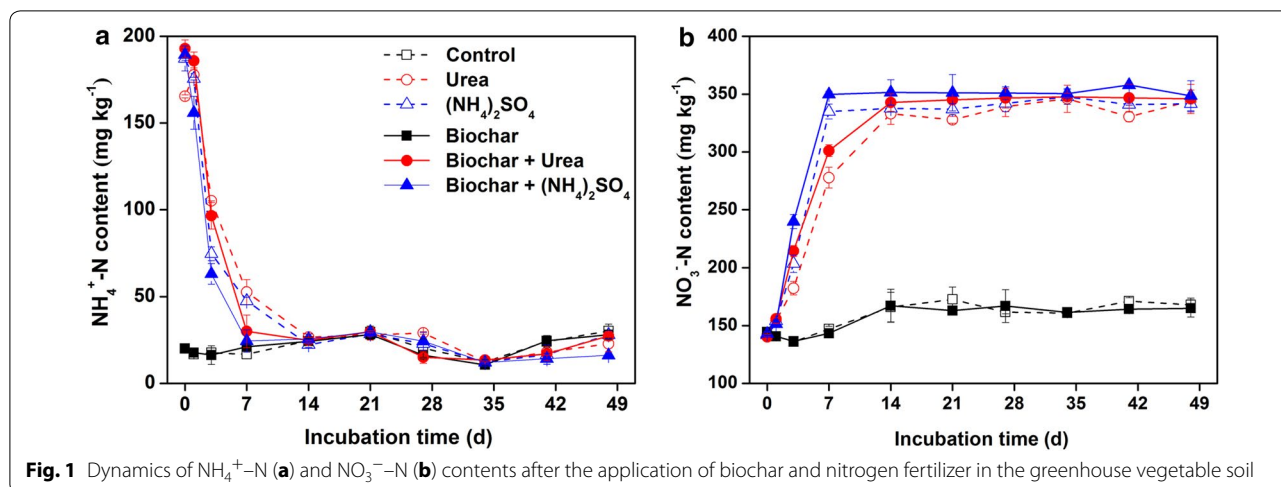 a
NH₄⁺-N content (mg kg⁻¹)
200
150
100
50
0
Control
Urea
(NH₄)₂SO₄
Biochar
Biochar + Urea
Biochar + (NH₄)₂SO₄
0 7 14 21 28 35 42 49
Incubation time (d)
b
NO₃⁻-N content (mg kg⁻¹)
400
350
300
250
200
150
100
0 7 14 21 28 35 42 49
Incubation time (d)
Fig. 1 Dynamics of NH₄⁺–N (a) and NO₃⁻–N (b) contents after the application of biochar and nitrogen fertilizer in the greenhouse vegetable soil